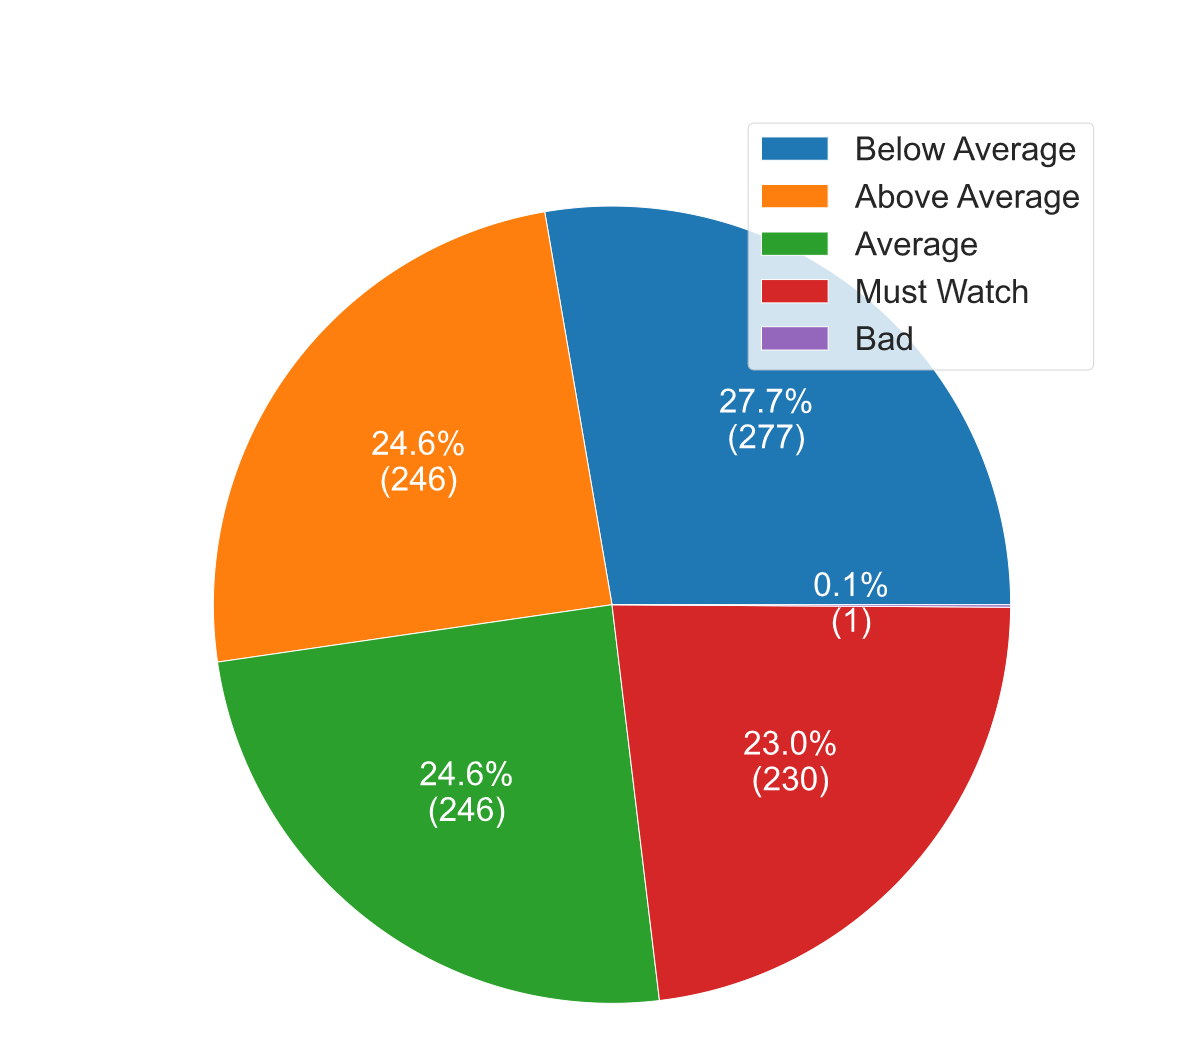 Below Average
Above Average
Average
Must Watch
Bad
27.7%
(277)
24.6%
(246)
0.1%
(1)
23.0%
(230)
24.6%
(246)